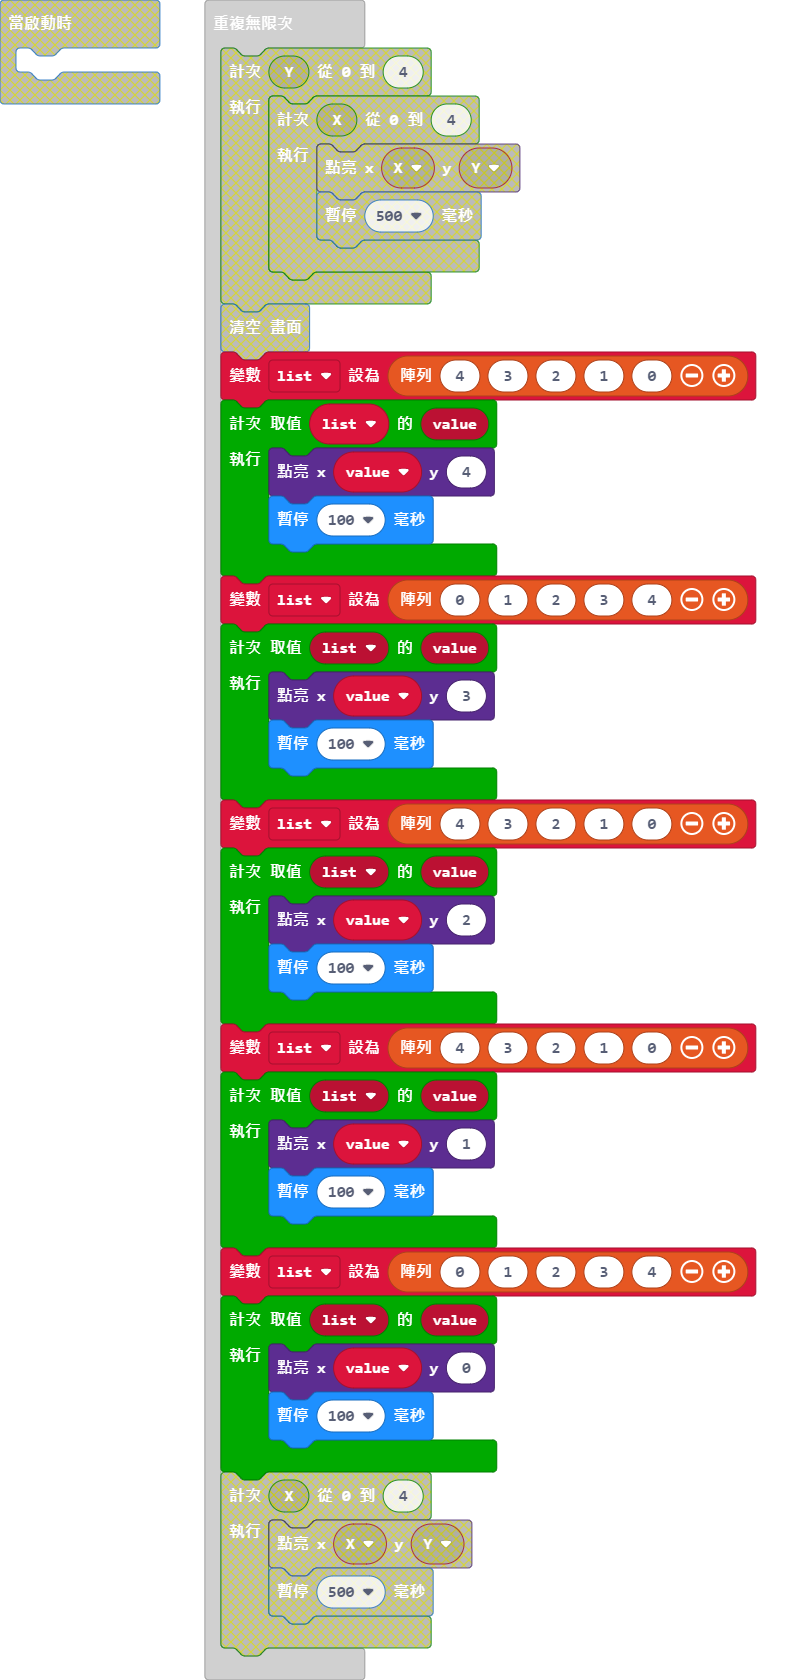 當啟動時
重複無限次
計次 Y 從 0 到 4
執行
計次 X 從 0 到 4
執行
點亮 x X y Y
暫停 500 毫秒
清空 畫面
變數 list 設為 陣列 4 3 2 1 0
計次 取值 list 的 value
執行
點亮 x value y 4
暫停 100 毫秒
變數 list 設為 陣列 0 1 2 3 4
計次 取值 list 的 value
執行
點亮 x value y 3
暫停 100 毫秒
變數 list 設為 陣列 4 3 2 1 0
計次 取值 list 的 value
執行
點亮 x value y 2
暫停 100 毫秒
變數 list 設為 陣列 4 3 2 1 0
計次 取值 list 的 value
執行
點亮 x value y 1
暫停 100 毫秒
變數 list 設為 陣列 0 1 2 3 4
計次 取值 list 的 value
執行
點亮 x value y 0
暫停 100 毫秒
計次 X 從 0 到 4
執行
點亮 x X y Y
暫停 500 毫秒